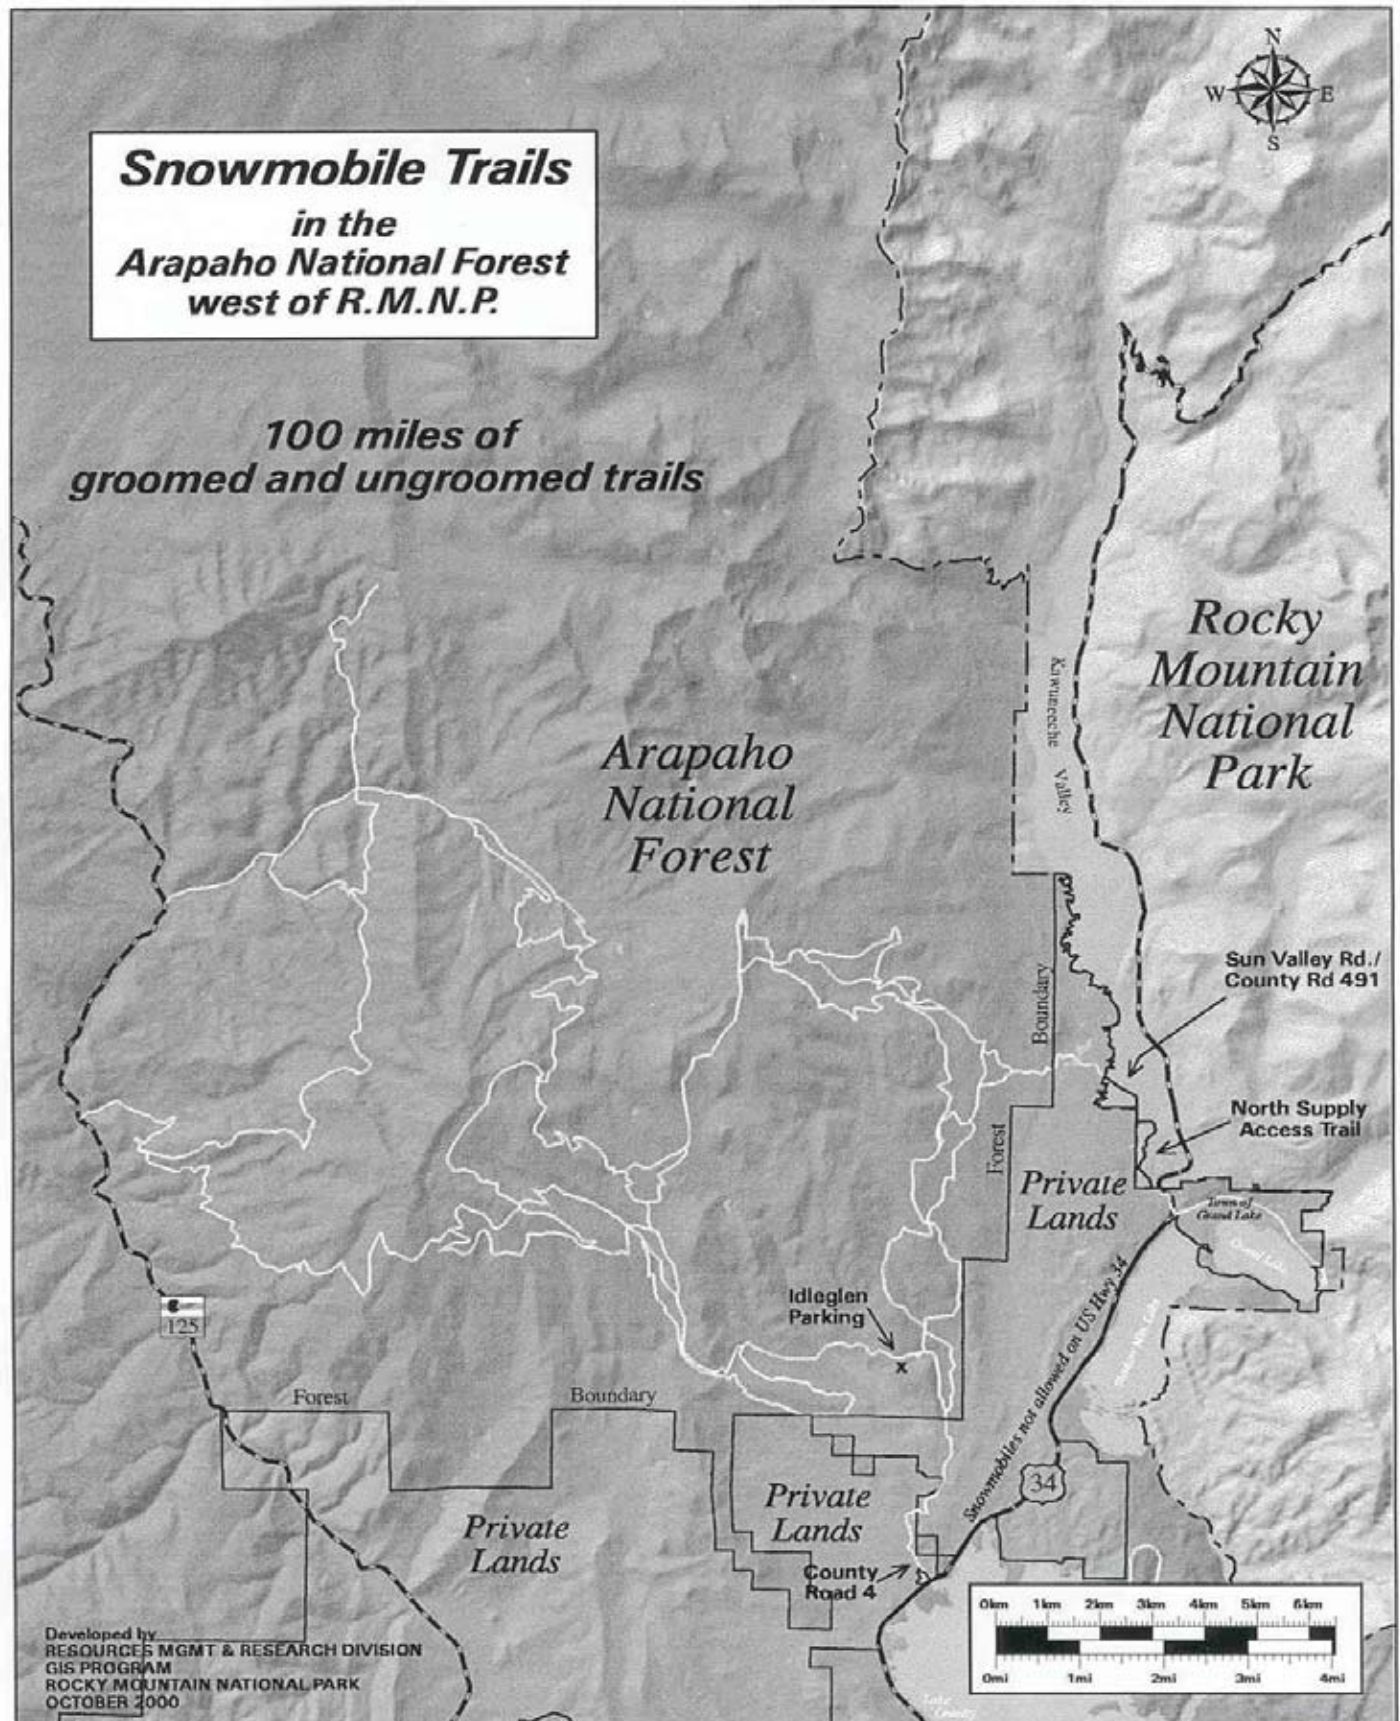 N
W
E
S
Snowmobile Trails
in the
Arapaho National Forest
west of R.M.N.P.
100 miles of
groomed and ungroomed trails
Rocky
Mountain
National
Park
Kawuneeche Valley
Arapaho
National
Forest
Sun Valley Rd./
County Rd 491
Boundary
North Supply
Access Trail
Forest
Private
Lands
Town of
Grand Lake
Grand Lake
Idleglen
Parking
x
Snowmobiles not allowed on US Hwy 34
125
Forest
Boundary
34
Private
Lands
Private
Lands
County
Road 4
0km 1km 2km 3km 4km 5km 6km
0mi 1mi 2mi 3mi 4mi
Developed by
RESOURCES MGMT & RESEARCH DIVISION
GIS PROGRAM
ROCKY MOUNTAIN NATIONAL PARK
OCTOBER 2000
Lake